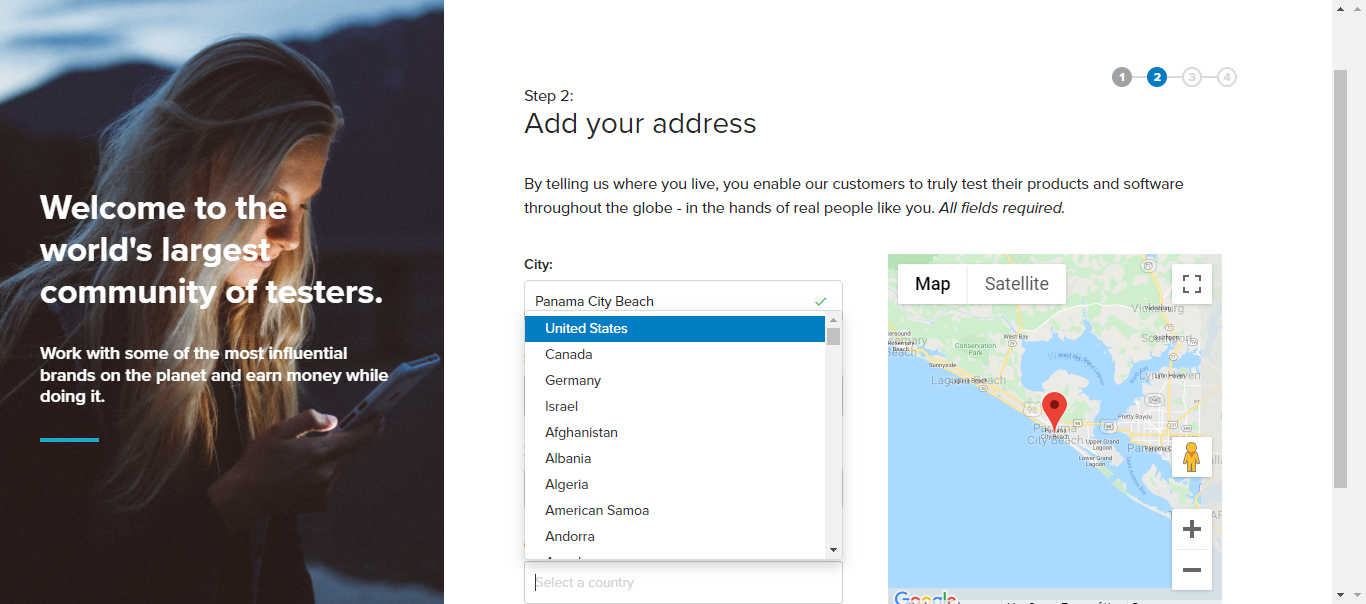 Welcome to the
world's largest
community of testers.
Work with some of the most influential
brands on the planet and earn money while
doing it.
1 2 3 4
Step 2:
Add your address
By telling us where you live, you enable our customers to truly test their products and software
throughout the globe - in the hands of real people like you. All fields required.
City:
Panama City Beach
United States
Canada
Germany
Israel
Afghanistan
Albania
Algeria
American Samoa
Andorra
Select a country
Map Satellite
West Bay
Conservation
Park
Sunnyside
Laguna Beach
Southport
Lynn Haven
98
390
Pretty Bayou
Panama
City Beach
Upper Grand
Lagoon
Lower Grand
Lagoon
Google